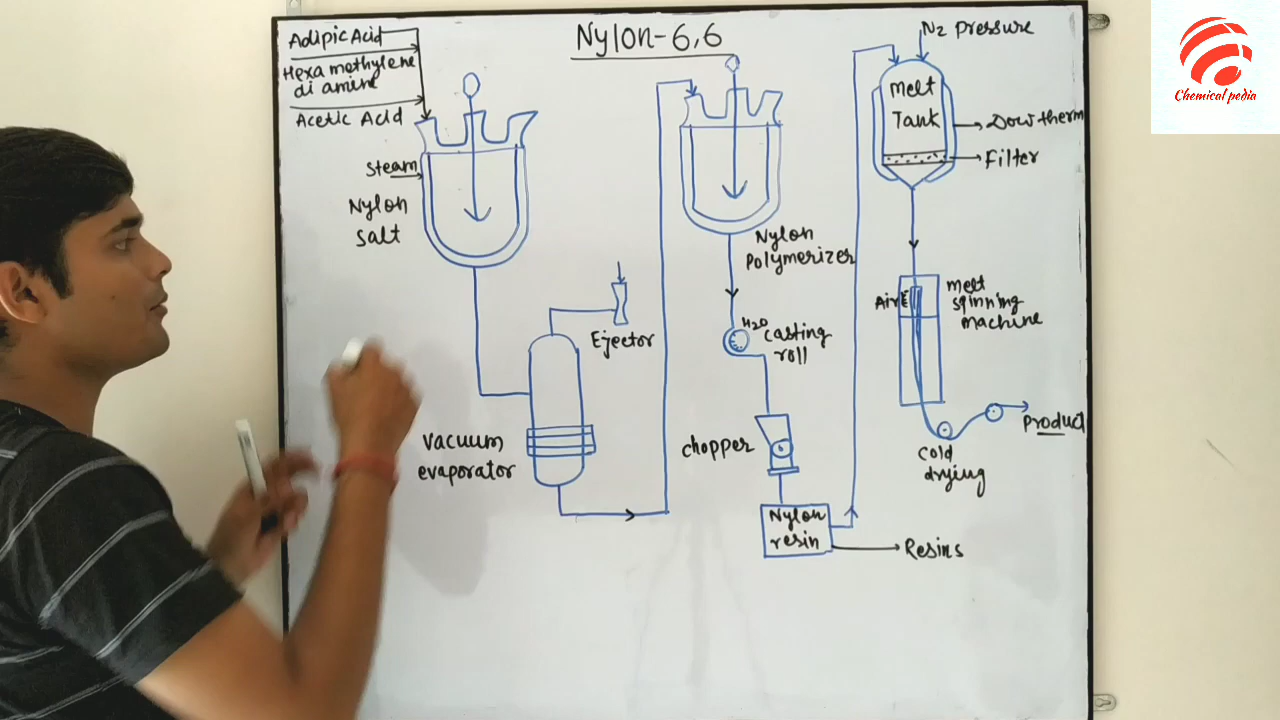 Nylon-6,6
Adipic Acid
Hexa methylene
di amine
Acetic Acid
steam
Nylon
salt
Ejector
vacuum
evaporator
Nylon
polymerizer
H2O
casting
roll
chopper
Nylon
resin
Resins
N2 pressure
melt
Tank
Dowtherm
Filter
Air
melt
spinning
machine
product
cold
drying
Chemical pedia